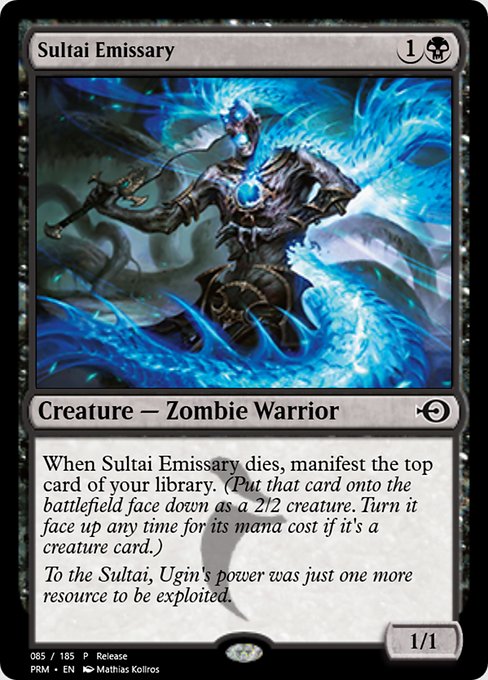 Sultai Emissary 1
Creature — Zombie Warrior
When Sultai Emissary dies, manifest the top
card of your library. (Put that card onto the
battlefield face down as a 2/2 creature. Turn it
face up any time for its mana cost if it's a
creature card.)
To the Sultai, Ugin's power was just one more
resource to be exploited.
1/1
085 / 185 P Release
PRM • EN Mathias Kollros